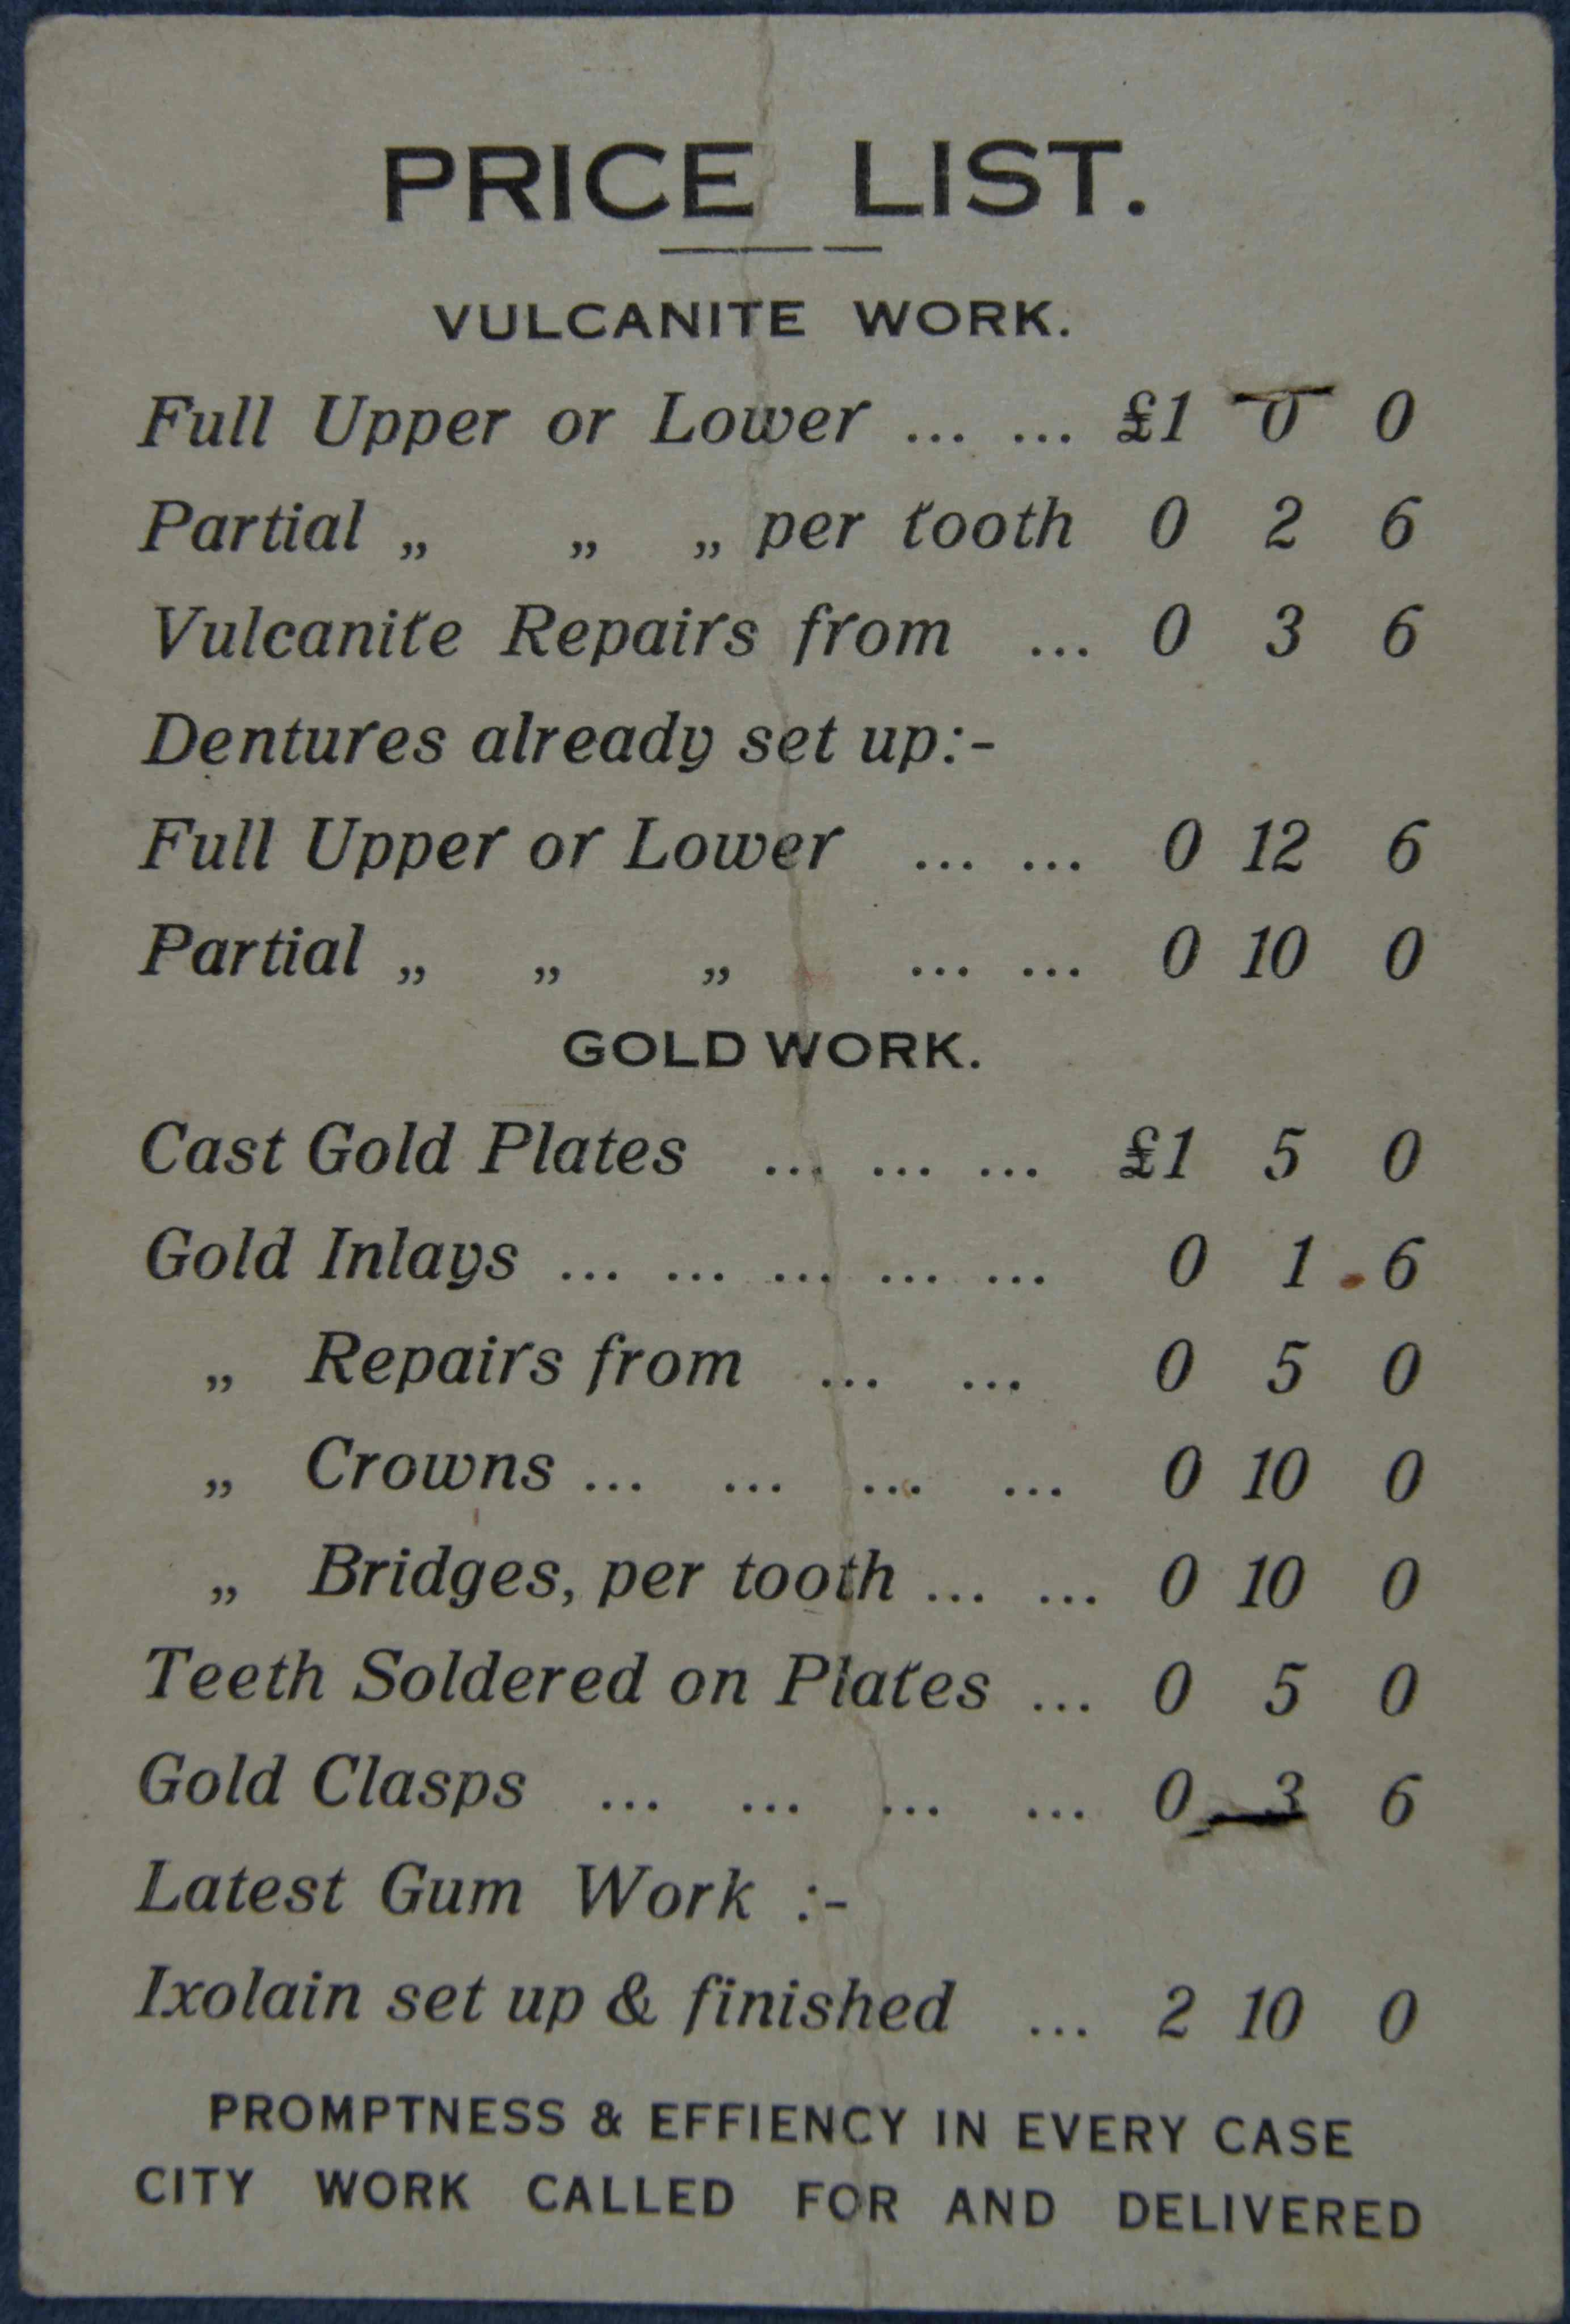 PRICE LIST.
VULCANITE WORK.
Full Upper or Lower ... ... £1 0 0
Partial „ „ „ per tooth 0 2 6
Vulcanite Repairs from ... 0 3 6
Dentures already set up:-
Full Upper or Lower ... ... 0 12 6
Partial „ „ „ ... ... 0 10 0
GOLD WORK.
Cast Gold Plates ... ... ... £1 5 0
Gold Inlays ... ... ... ... ... 0 1 6
„ Repairs from ... ... 0 5 0
„ Crowns ... ... ... ... 0 10 0
„ Bridges, per tooth ... ... 0 10 0
Teeth Soldered on Plates ... 0 5 0
Gold Clasps ... ... ... ... 0 3 6
Latest Gum Work :-
Ixolain set up & finished ... 2 10 0
PROMPTNESS & EFFIENCY IN EVERY CASE
CITY WORK CALLED FOR AND DELIVERED